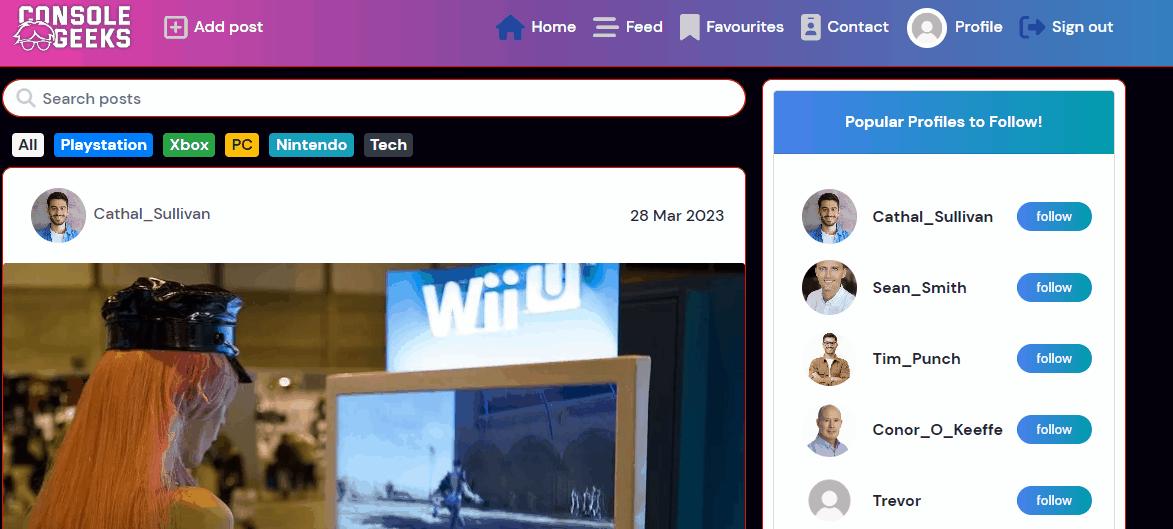 CONSOLE
GEEKS
Add post
Home
Feed
Favourites
Contact
Profile
Sign out
Search posts
All
Playstation
Xbox
PC
Nintendo
Tech
Cathal_Sullivan
28 Mar 2023
Wii U
Popular Profiles to Follow!
Cathal_Sullivan
follow
Sean_Smith
follow
Tim_Punch
follow
Conor_O_Keeffe
follow
Trevor
follow